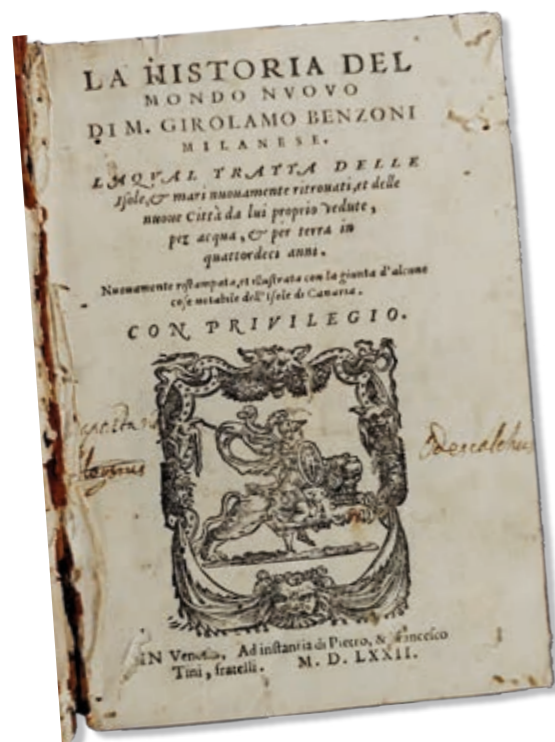 LA HISTORIA DEL
MONDO NVOVO
DI M. GIROLAMO BENZONI
MILANESE.
LAQVAL TRATTA DELLE
Isole, & mari nuouamente ritrouati, et delle
nuoue Città da lui proprio vedute,
per acqua, & per terra in
quattordeci anni.
Nuouamente ristampata, et illustrata con la giunta d'alcune
cose notabile dell'Isole di Canaria.
CON PRIVILEGIO.
IN Venetia. Ad instantia di Pietro, & Francesco
Tini, fratelli. M. D. LXXII.